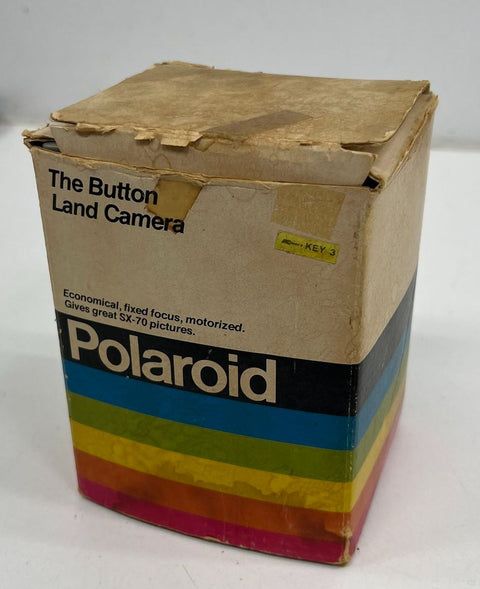 The Button
Land Camera
KEY 3
Economical, fixed focus, motorized.
Gives great SX-70 pictures.
Polaroid